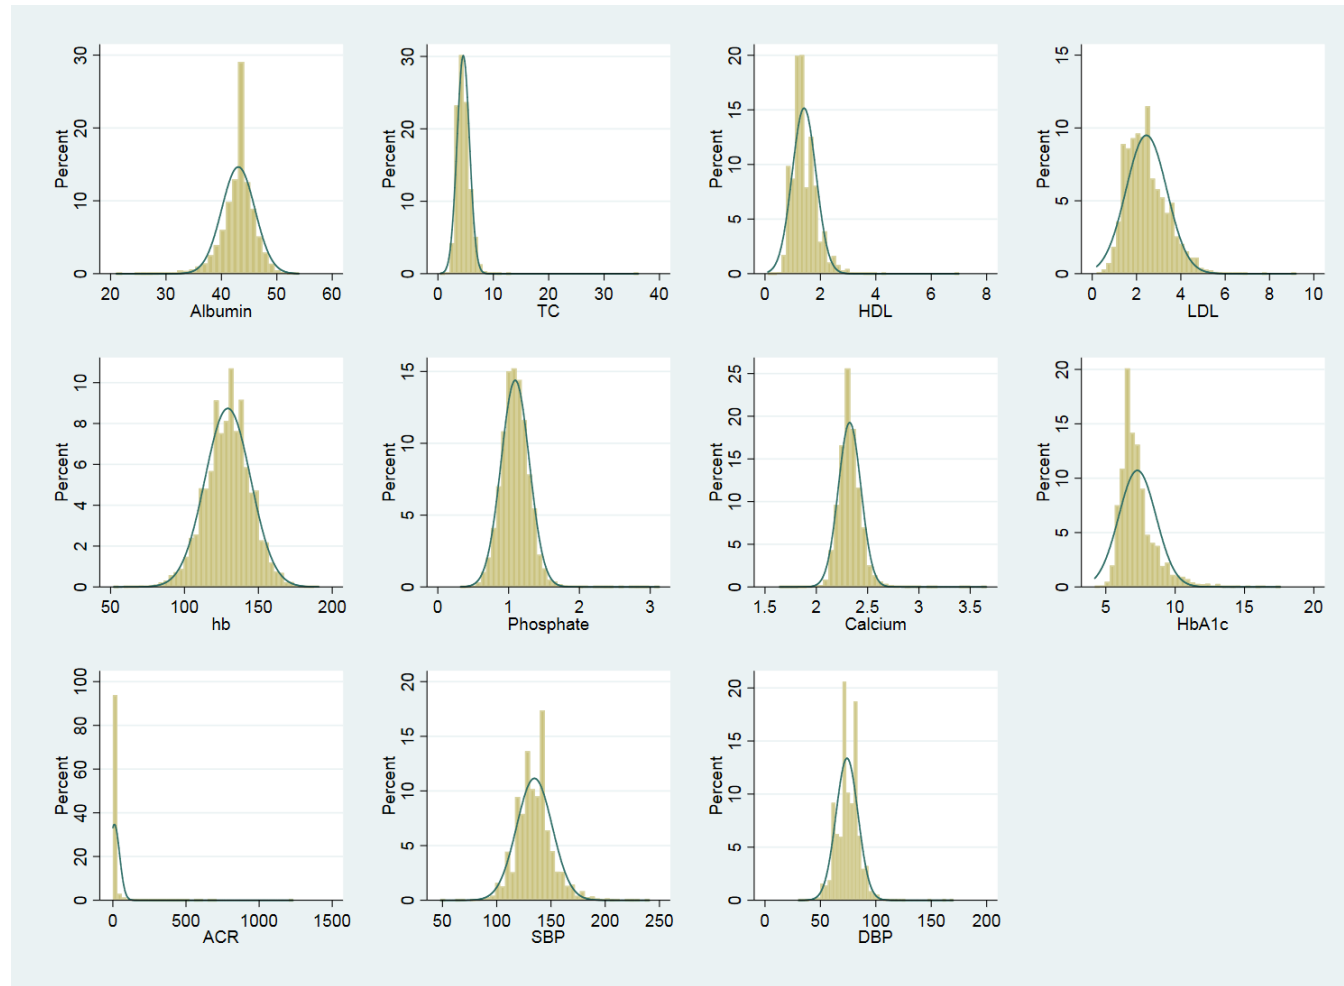 Percent
0 10 20 30
20 30 40 50 60
Albumin
Percent
0 10 20 30
0 10 20 30 40
TC
Percent
0 5 10 15 20
0 2 4 6 8
HDL
Percent
0 5 10 15
0 2 4 6 8 10
LDL
Percent
0 2 4 6 8 10
50 100 150 200
hb
Percent
0 5 10 15
0 1 2 3
Phosphate
Percent
0 5 10 15 20 25
1.5 2 2.5 3 3.5
Calcium
Percent
0 5 10 15 20
5 10 15 20
HbA1c
Percent
0 20 40 60 80 100
0 500 1000 1500
ACR
Percent
0 5 10 15 20
50 100 150 200 250
SBP
Percent
0 5 10 15 20
0 50 100 150 200
DBP